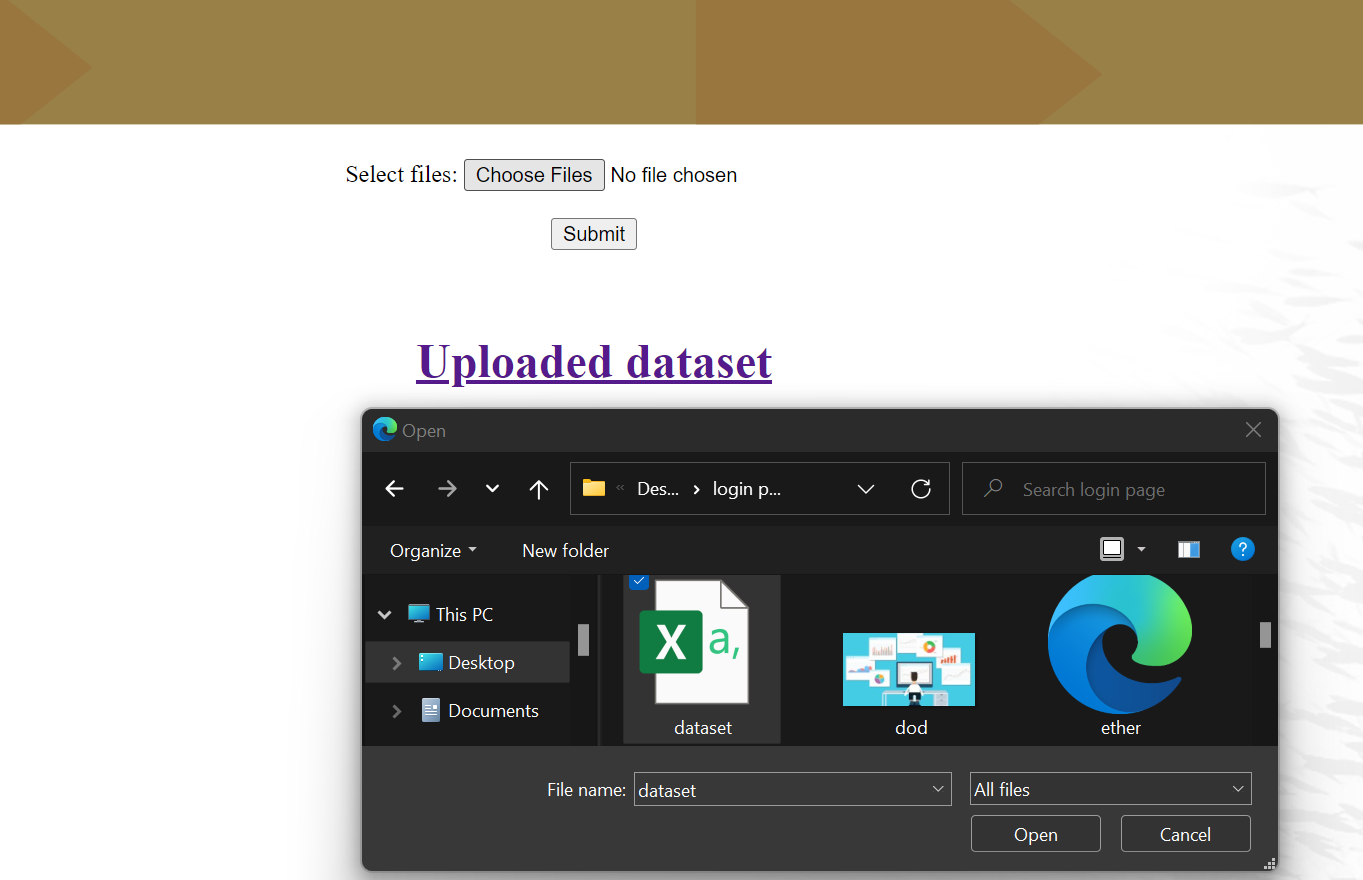 Select files: Choose Files No file chosen
Submit
Uploaded dataset
Open
Des... login p... Search login page
Organize New folder
This PC
Desktop
Documents
X a,
dataset dod ether
File name: dataset All files
Open Cancel